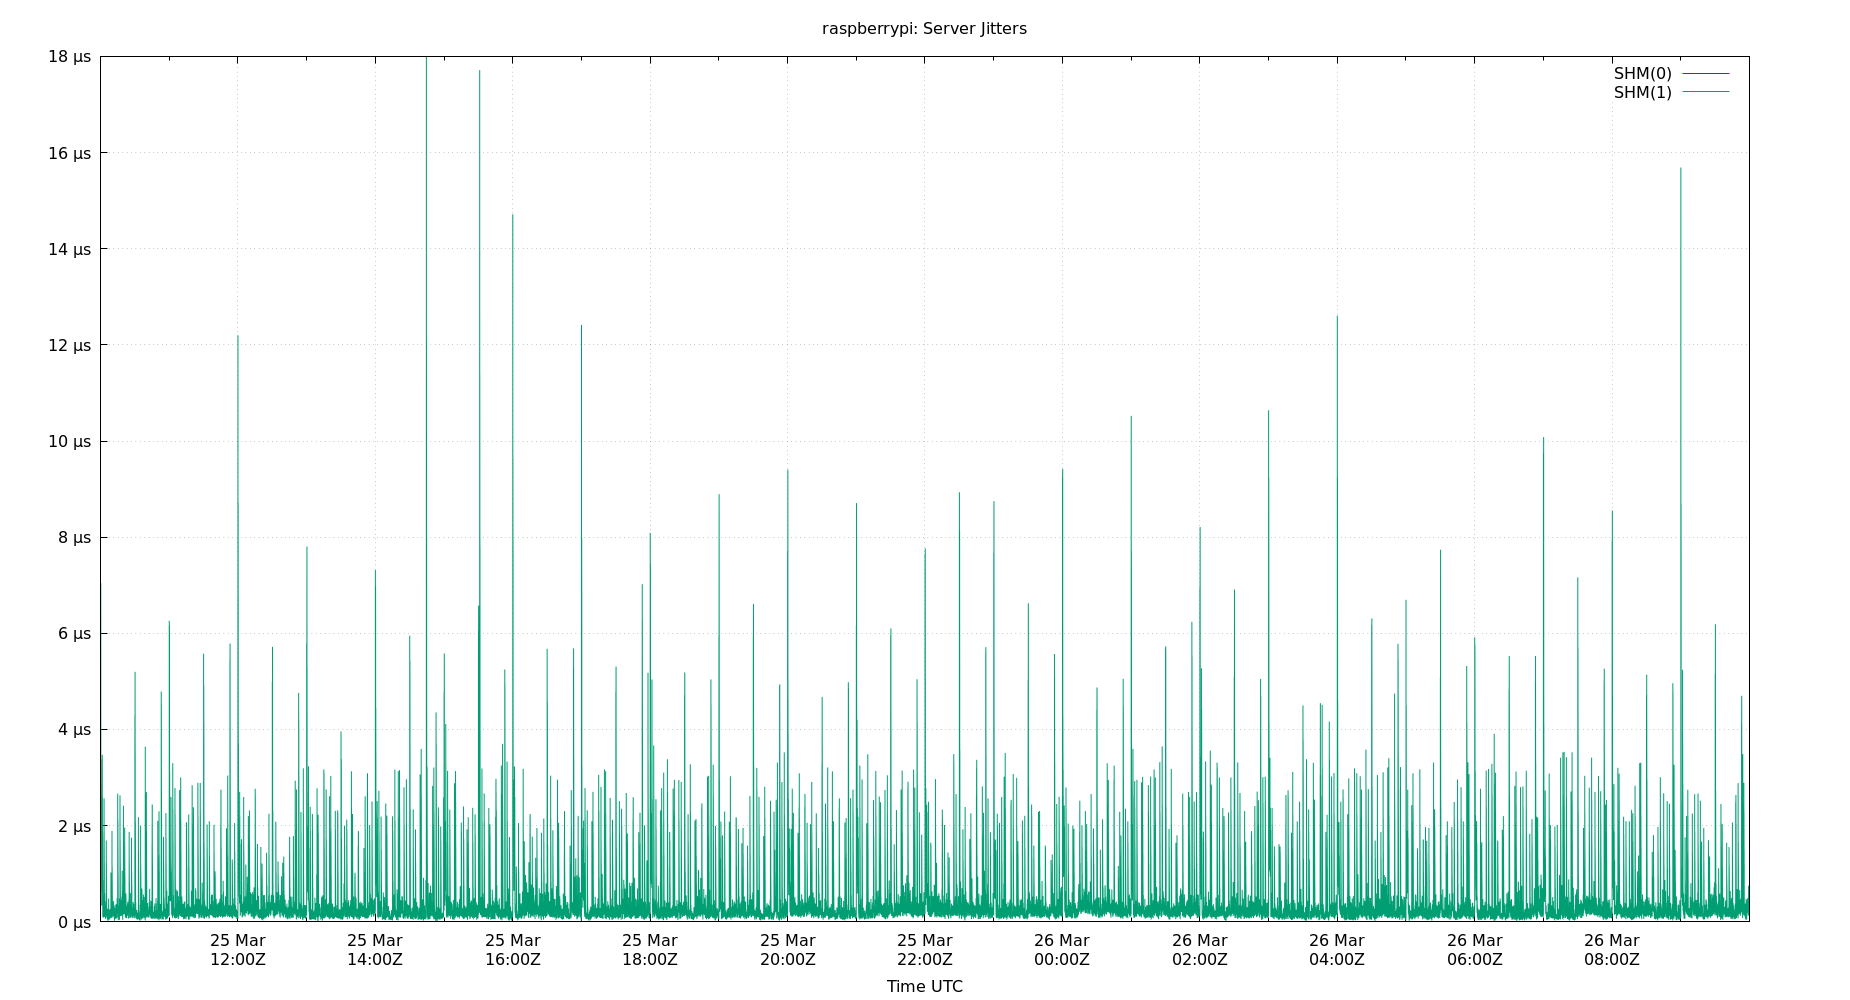 raspberrypi: Server Jitters
18 µs
16 µs
14 µs
12 µs
10 µs
8 µs
6 µs
4 µs
2 µs
0 µs
SHM(0)
SHM(1)
25 Mar 25 Mar 25 Mar 25 Mar 25 Mar 25 Mar 26 Mar 26 Mar 26 Mar 26 Mar 26 Mar
12:00Z 14:00Z 16:00Z 18:00Z 20:00Z 22:00Z 00:00Z 02:00Z 04:00Z 06:00Z 08:00Z
Time UTC